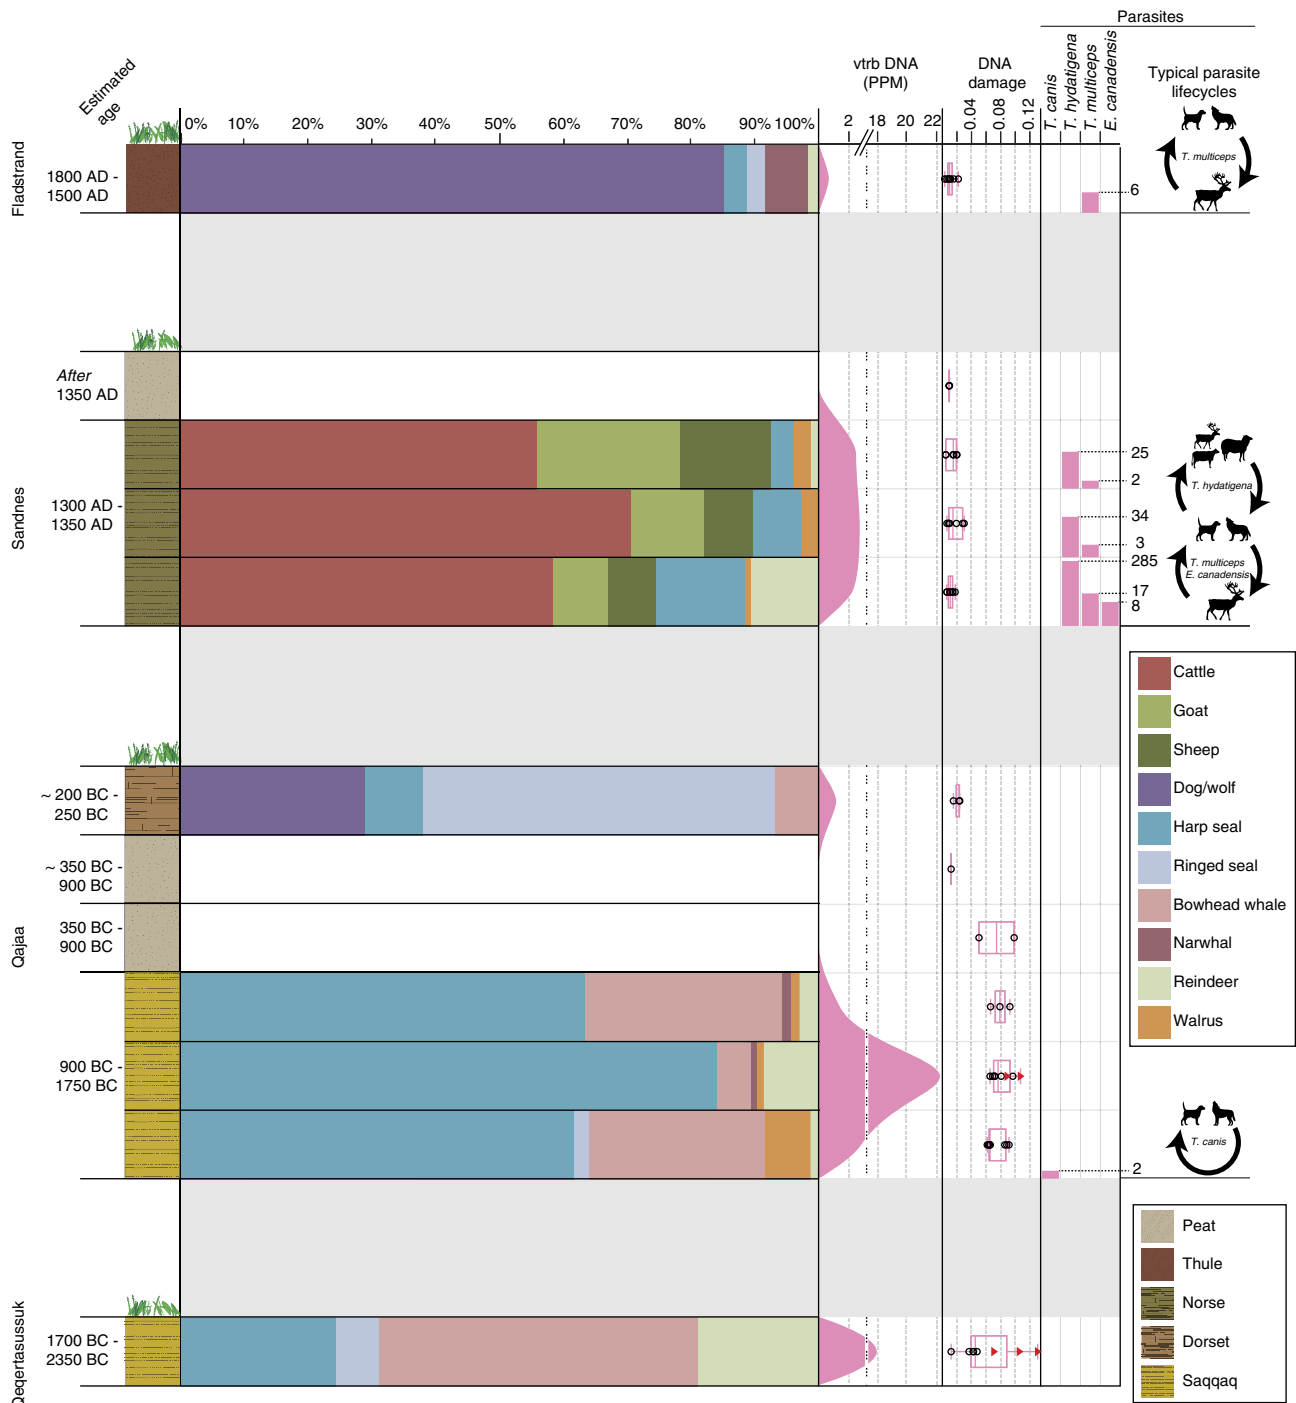 Parasites
Estimated
age
vtrb DNA
(PPM)
DNA
damage
T. canis
T. hydatigena
T. multiceps
E. canadensis
Typical parasite
lifecycles
0% 10% 20% 30% 40% 50% 60% 70% 80% 90% 100%
2 18 20 22
0.04 0.08 0.12
Fladstrand
1800 AD -
1500 AD
6
T. multiceps
Sandnes
After
1350 AD
1300 AD -
1350 AD
25
2
34
3
285
17
8
T. hydatigena
T. multiceps
E. canadensis
Cattle
Goat
Sheep
Dog/wolf
Harp seal
Ringed seal
Bowhead whale
Narwhal
Reindeer
Walrus
Qajaa
~ 200 BC -
250 BC
~ 350 BC -
900 BC
350 BC -
900 BC
900 BC -
1750 BC
2
T. canis
Qeqertasussuk
1700 BC -
2350 BC
Peat
Thule
Norse
Dorset
Saqqaq